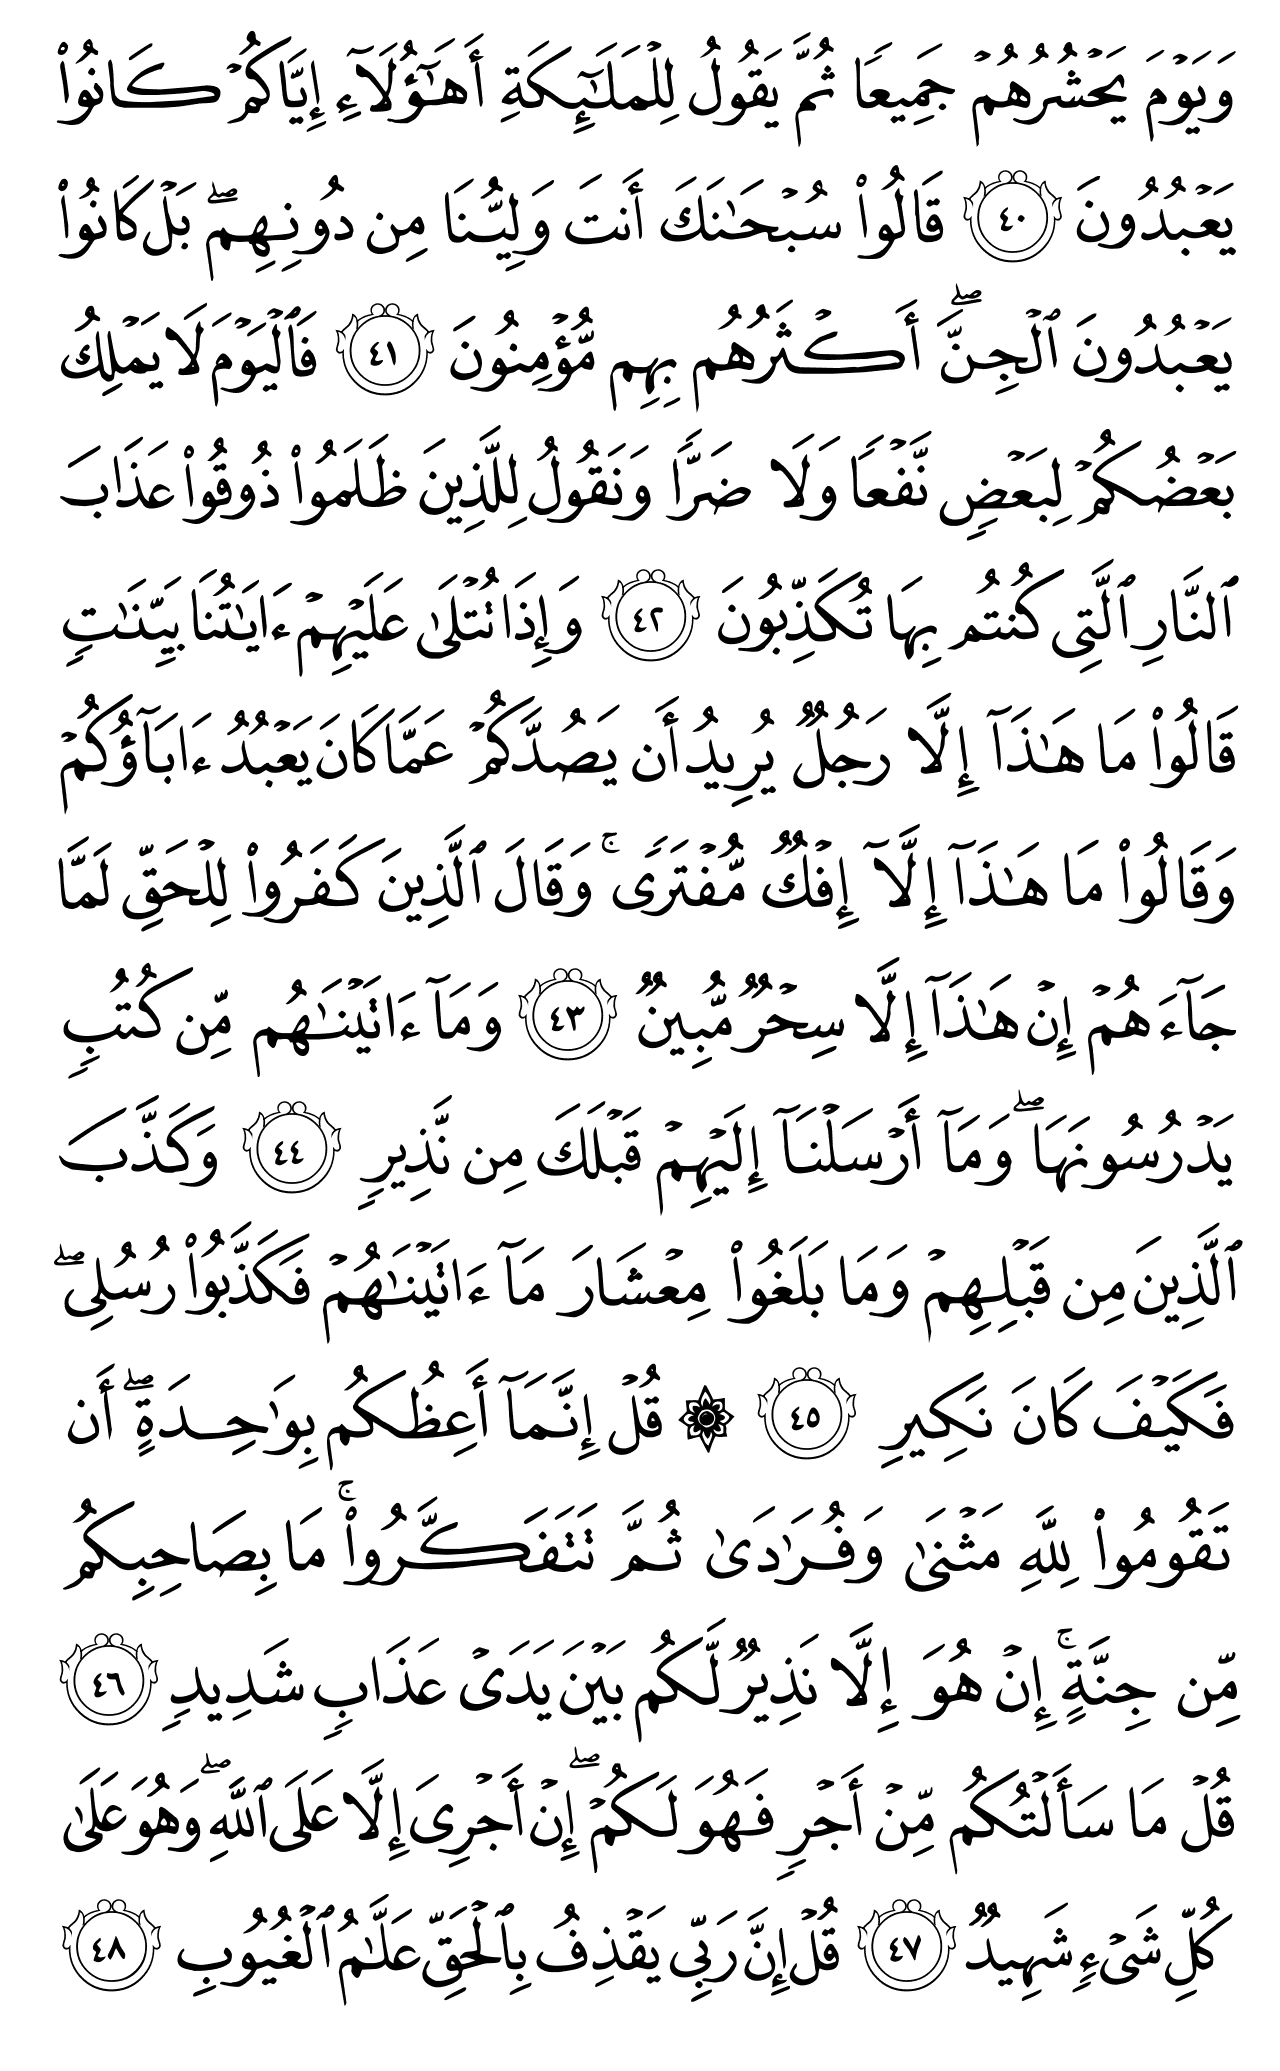 وَيَوۡمَ يَحۡشُرُهُمۡ جَمِيعٗا ثُمَّ يَقُولُ لِلۡمَلَٰٓئِكَةِ أَهَٰٓؤُلَآءِ إِيَّاكُمۡ كَانُواْ
يَعۡبُدُونَ ٤٠ قَالُواْ سُبۡحَٰنَكَ أَنتَ وَلِيُّنَا مِن دُونِهِمۖ بَلۡ كَانُواْ
يَعۡبُدُونَ ٱلۡجِنَّۖ أَكۡثَرُهُم بِهِم مُّؤۡمِنُونَ ٤١ فَٱلۡيَوۡمَ لَا يَمۡلِكُ
بَعۡضُكُمۡ لِبَعۡضٖ نَّفۡعٗا وَلَا ضَرّٗا وَنَقُولُ لِلَّذِينَ ظَلَمُواْ ذُوقُواْ عَذَابَ
ٱلنَّارِ ٱلَّتِي كُنتُم بِهَا تُكَذِّبُونَ ٤٢ وَإِذَا تُتۡلَىٰ عَلَيۡهِمۡ ءَايَٰتُنَا بَيِّنَٰتٖ
قَالُواْ مَا هَٰذَآ إِلَّا رَجُلٞ يُرِيدُ أَن يَصُدَّكُمۡ عَمَّا كَانَ يَعۡبُدُ ءَابَآؤُكُمۡ
وَقَالُواْ مَا هَٰذَآ إِلَّآ إِفۡكٞ مُّفۡتَرٗىۚ وَقَالَ ٱلَّذِينَ كَفَرُواْ لِلۡحَقِّ لَمَّا
جَآءَهُمۡ إِنۡ هَٰذَآ إِلَّا سِحۡرٞ مُّبِينٞ ٤٣ وَمَآ ءَاتَيۡنَٰهُم مِّن كُتُبٖ
يَدۡرُسُونَهَاۖ وَمَآ أَرۡسَلۡنَآ إِلَيۡهِمۡ قَبۡلَكَ مِن نَّذِيرٖ ٤٤ وَكَذَّبَ
ٱلَّذِينَ مِن قَبۡلِهِمۡ وَمَا بَلَغُواْ مِعۡشَارَ مَآ ءَاتَيۡنَٰهُمۡ فَكَذَّبُواْ رُسُلِيۖ
فَكَيۡفَ كَانَ نَكِيرِ ٤٥ ۞ قُلۡ إِنَّمَآ أَعِظُكُم بِوَٰحِدَةٍۖ أَن
تَقُومُواْ لِلَّهِ مَثۡنَىٰ وَفُرَٰدَىٰ ثُمَّ تَتَفَكَّرُواْۚ مَا بِصَاحِبِكُم
مِّن جِنَّةٍۚ إِنۡ هُوَ إِلَّا نَذِيرٞ لَّكُم بَيۡنَ يَدَيۡ عَذَابٖ شَدِيدٖ ٤٦
قُلۡ مَا سَأَلۡتُكُم مِّنۡ أَجۡرٖ فَهُوَ لَكُمۡۖ إِنۡ أَجۡرِيَ إِلَّا عَلَى ٱللَّهِۖ وَهُوَ عَلَىٰ
كُلِّ شَيۡءٖ شَهِيدٞ ٤٧ قُلۡ إِنَّ رَبِّي يَقۡذِفُ بِٱلۡحَقِّ عَلَّٰمُ ٱلۡغُيُوبِ ٤٨